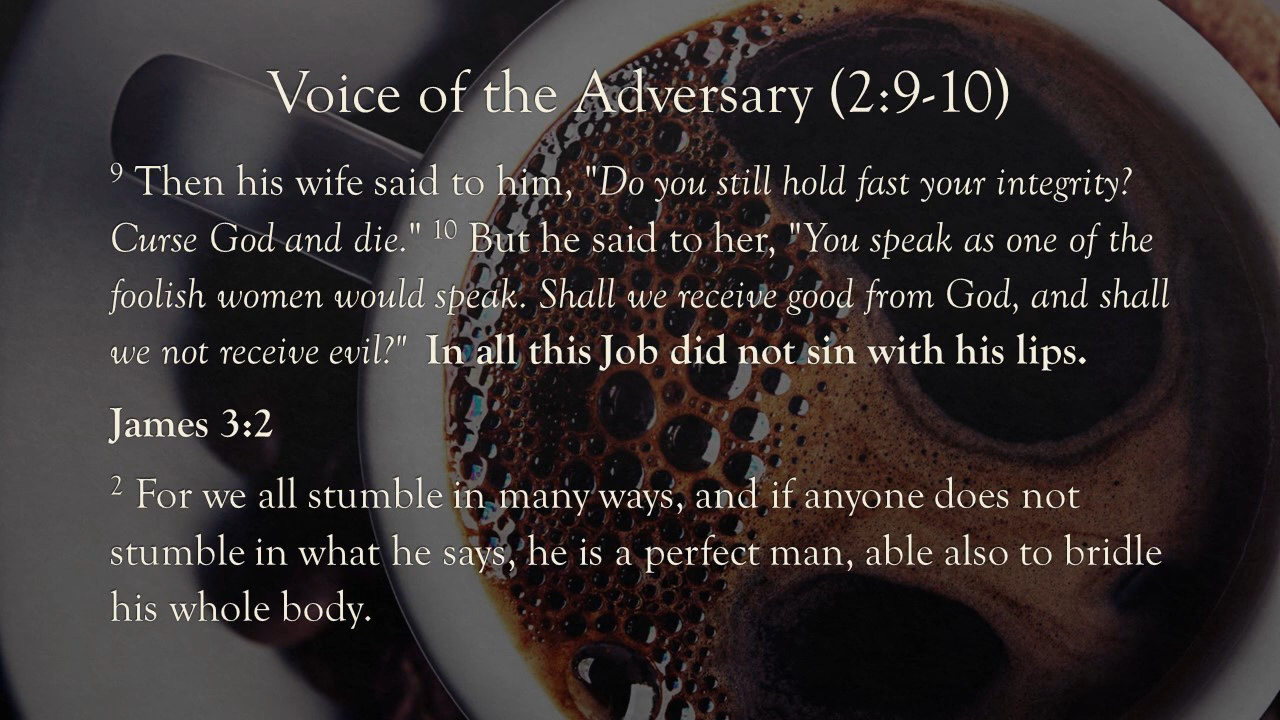 Voice of the Adversary (2:9-10)
9 Then his wife said to him, "Do you still hold fast your integrity?
Curse God and die." 10 But he said to her, "You speak as one of the
foolish women would speak. Shall we receive good from God, and shall
we not receive evil?" In all this Job did not sin with his lips.
James 3:2
2 For we all stumble in many ways, and if anyone does not
stumble in what he says, he is a perfect man, able also to bridle
his whole body.